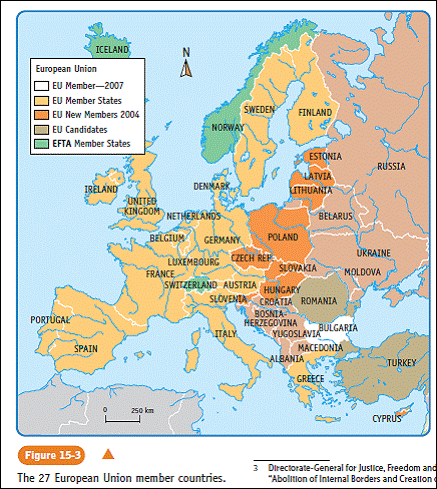 ICELAND
N
European Union
EU Member—2007
EU Member States
EU New Members 2004
EU Candidates
EFTA Member States
SWEDEN
FINLAND
NORWAY
RUSSIA
ESTONIA
LATVIA
LITHUANIA
DENMARK
IRELAND
UNITED
KINGDOM
BELARUS
NETHERLANDS
POLAND
BELGIUM
GERMANY
UKRAINE
CZECH REP.
LUXEMBOURG
SLOVAKIA
MOLDOVA
FRANCE
SWITZERLAND
AUSTRIA
HUNGARY
SLOVENIA
CROATIA
ROMANIA
BOSNIA-
HERZEGOVINA
PORTUGAL
ITALY
YUGOSLAVIA
BULGARIA
SPAIN
MACEDONIA
ALBANIA
TURKEY
GREECE
0 250 km
CYPRUS
Figure 15-3
The 27 European Union member countries.
3 Directorate-General for Justice, Freedom and
"Abolition of Internal Borders and Creation